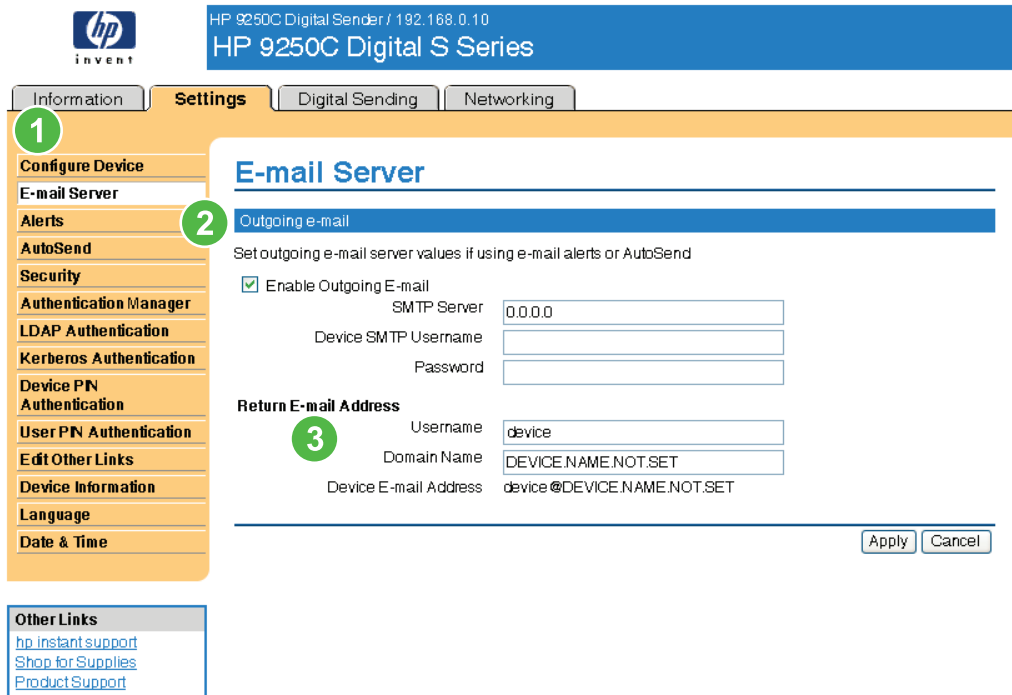 hp
invent
HP 9250C Digital Sender / 192.168.0.10
HP 9250C Digital S Series
Information
Settings
Digital Sending
Networking
1
Configure Device
E-mail Server
Alerts
AutoSend
Security
Authentication Manager
LDAP Authentication
Kerberos Authentication
Device PIN
Authentication
User PIN Authentication
Edit Other Links
Device Information
Language
Date & Time
E-mail Server
2
Outgoing e-mail
Set outgoing e-mail server values if using e-mail alerts or AutoSend
Enable Outgoing E-mail
SMTP Server 0.0.0.0
Device SMTP Username
Password
Return E-mail Address
3
Username device
Domain Name DEVICE.NAME.NOT.SET
Device E-mail Address device@DEVICE.NAME.NOT.SET
Apply Cancel
Other Links
hp instant support
Shop for Supplies
Product Support